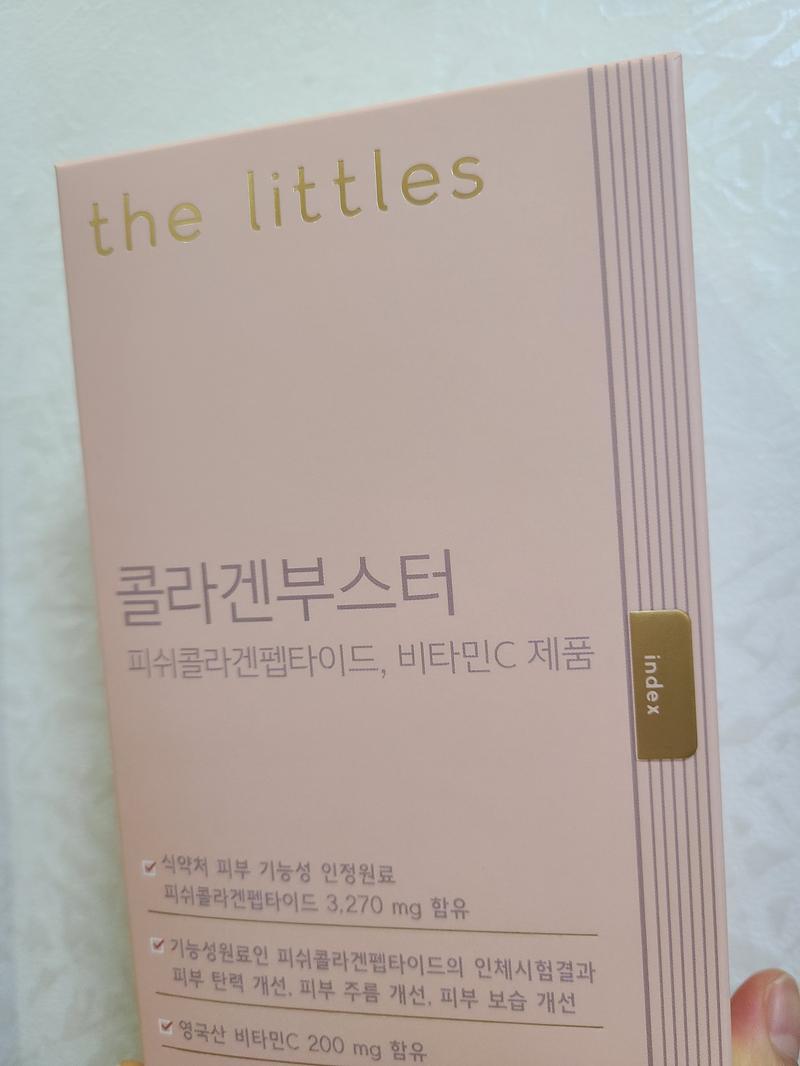 the littles
콜라겐부스터
피쉬콜라겐펩타이드, 비타민C 제품
index
식약처 피부 기능성 인정원료
피쉬콜라겐펩타이드 3,270 mg 함유
기능성원료인 피쉬콜라겐펩타이드의 인체시험결과
피부 탄력 개선, 피부 주름 개선, 피부 보습 개선
영국산 비타민C 200 mg 함유